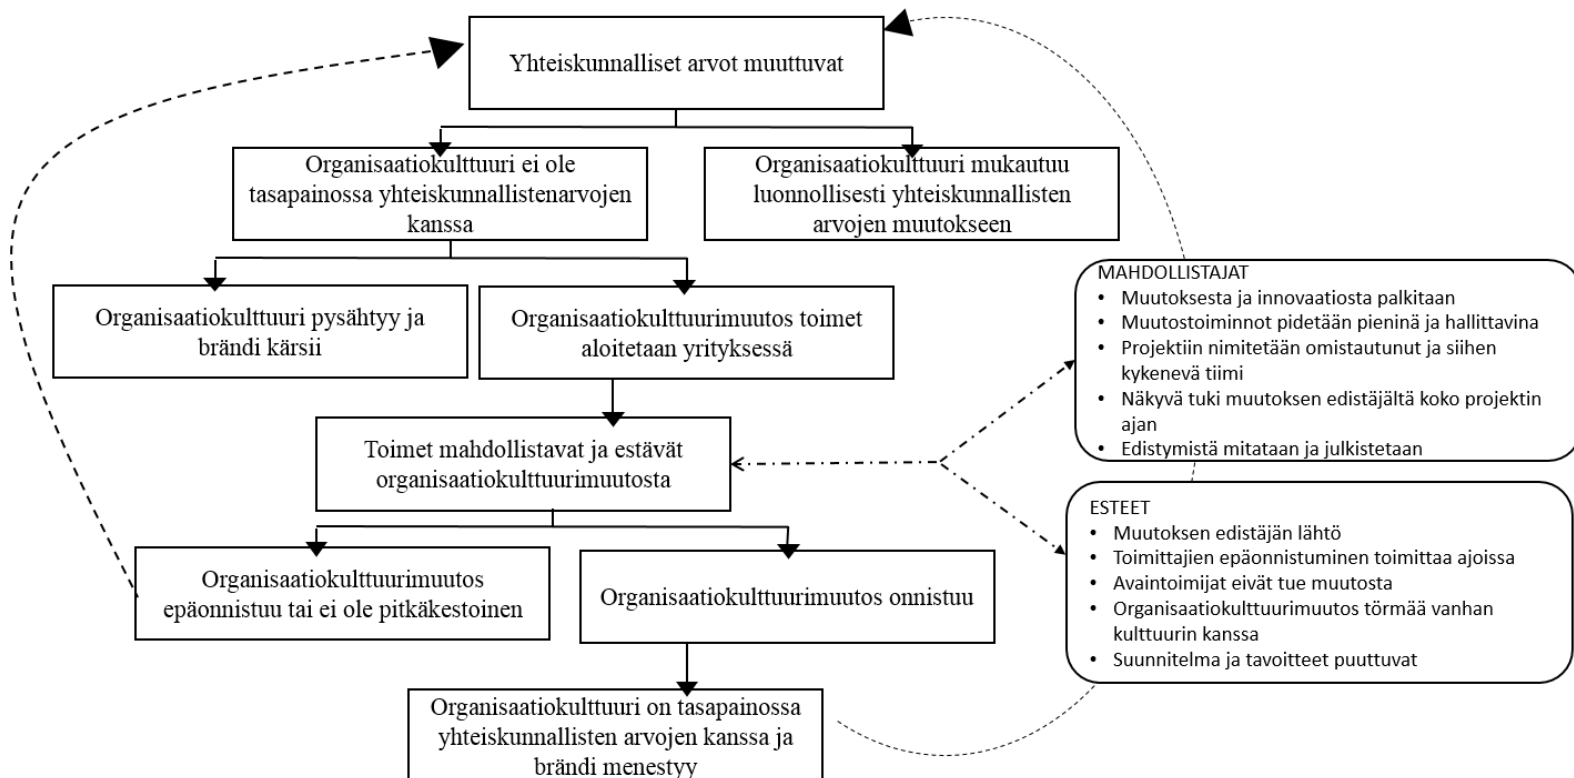 Yhteiskunnalliset arvot muuttuvat
Organisaatiokulttuuri ei ole
tasapainossa yhteiskunnallistenarvojen
kanssa
Organisaatiokulttuuri mukautuu
luonnollisesti yhteiskunnallisten
arvojen muutokseen
Organisaatiokulttuuri pysähtyy ja
brändi kärsii
Organisaatiokulttuurimuutos toimet
aloitetaan yrityksessä
MAHDOLLISTAJAT
• Muutoksesta ja innovaatiosta palkitaan
• Muutostoiminnot pidetään pieninä ja hallittavina
• Projektiin nimitetään omistautunut ja siihen
kykenevä tiimi
• Näkyvä tuki muutoksen edistäjältä koko projektin
ajan
• Edistymistä mitataan ja julkistetaan
Toimet mahdollistavat ja estävät
organisaatiokulttuurimuutosta
ESTEET
• Muutoksen edistäjän lähtö
• Toimittajien epäonnistuminen toimittaa ajoissa
• Avaintoimijat eivät tue muutosta
• Organisaatiokulttuurimuutos törmää vanhan
kulttuurin kanssa
• Suunnitelma ja tavoitteet puuttuvat
Organisaatiokulttuurimuutos
epäonnistuu tai ei ole pitkäkestoinen
Organisaatiokulttuurimuutos onnistuu
Organisaatiokulttuuri on tasapainossa
yhteiskunnallisten arvojen kanssa ja
brändi menestyy